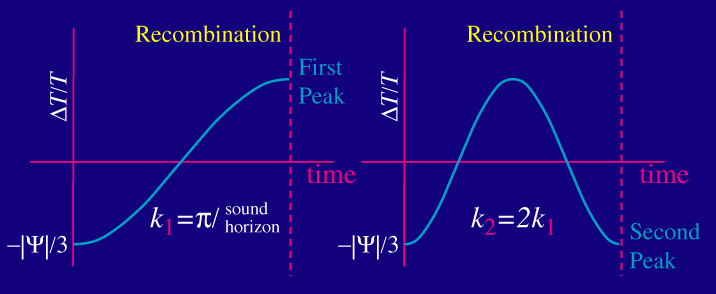 Recombination
First
Peak
ΔT/T
time
k1=π/ sound
horizon
–|Ψ|/3
Recombination
ΔT/T
time
k2=2k1
–|Ψ|/3
Second
Peak